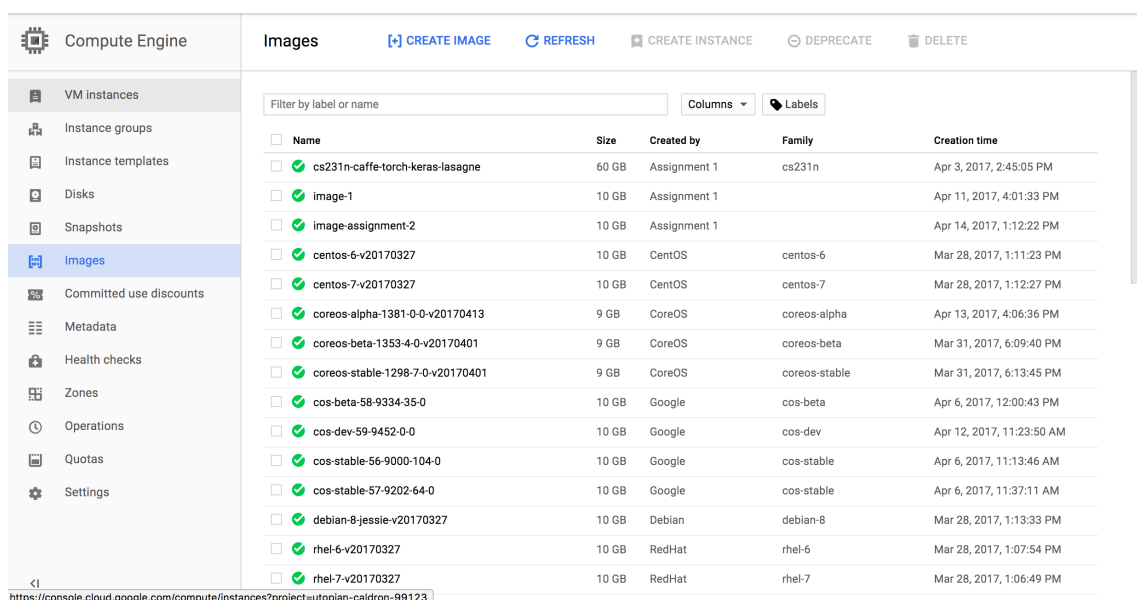 Compute Engine
Images
[+] CREATE IMAGE
REFRESH
CREATE INSTANCE
DEPRECATE
DELETE
VM instances
Instance groups
Instance templates
Disks
Snapshots
Images
Committed use discounts
Metadata
Health checks
Zones
Operations
Quotas
Settings
Filter by label or name
Columns
Labels
Name Size Created by Family Creation time
cs231n-caffe-torch-keras-lasagne 60 GB Assignment 1 cs231n Apr 3, 2017, 2:45:05 PM
image-1 10 GB Assignment 1 Apr 11, 2017, 4:01:33 PM
image-assignment-2 10 GB Assignment 1 Apr 14, 2017, 1:12:22 PM
centos-6-v20170327 10 GB CentOS centos-6 Mar 28, 2017, 1:11:23 PM
centos-7-v20170327 10 GB CentOS centos-7 Mar 28, 2017, 1:12:27 PM
coreos-alpha-1381-0-0-v20170413 9 GB CoreOS coreos-alpha Apr 13, 2017, 4:06:36 PM
coreos-beta-1353-4-0-v20170401 9 GB CoreOS coreos-beta Mar 31, 2017, 6:09:40 PM
coreos-stable-1298-7-0-v20170401 9 GB CoreOS coreos-stable Mar 31, 2017, 6:13:45 PM
cos-beta-58-9334-35-0 10 GB Google cos-beta Apr 6, 2017, 12:00:43 PM
cos-dev-59-9452-0-0 10 GB Google cos-dev Apr 12, 2017, 11:23:50 AM
cos-stable-56-9000-104-0 10 GB Google cos-stable Apr 6, 2017, 11:13:46 AM
cos-stable-57-9202-64-0 10 GB Google cos-stable Apr 6, 2017, 11:37:11 AM
debian-8-jessie-v20170327 10 GB Debian debian-8 Mar 28, 2017, 1:13:33 PM
rhel-6-v20170327 10 GB RedHat rhel-6 Mar 28, 2017, 1:07:54 PM
rhel-7-v20170327 10 GB RedHat rhel-7 Mar 28, 2017, 1:06:49 PM
https://console.cloud.google.com/compute/instances?project=utopian-caldron-99123